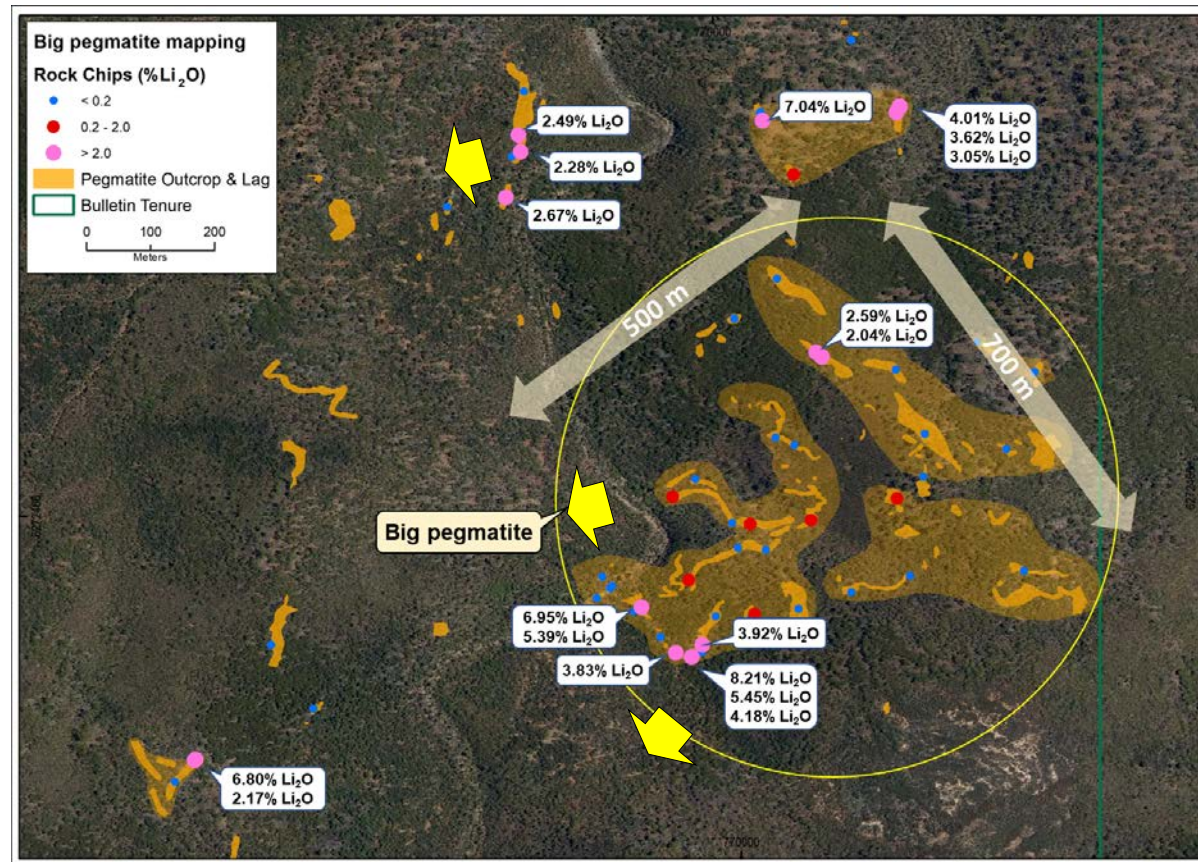 Big pegmatite mapping
Rock Chips (%Li₂O)
< 0.2
0.2 - 2.0
> 2.0
Pegmatite Outcrop & Lag
Bulletin Tenure
0 100 200
Meters
770000
2.49% Li₂O
2.28% Li₂O
2.67% Li₂O
7.04% Li₂O
4.01% Li₂O
3.62% Li₂O
3.05% Li₂O
500 m
700 m
2.59% Li₂O
2.04% Li₂O
Big pegmatite
6.95% Li₂O
5.39% Li₂O
3.92% Li₂O
3.83% Li₂O
8.21% Li₂O
5.45% Li₂O
4.18% Li₂O
6.80% Li₂O
2.17% Li₂O
770000